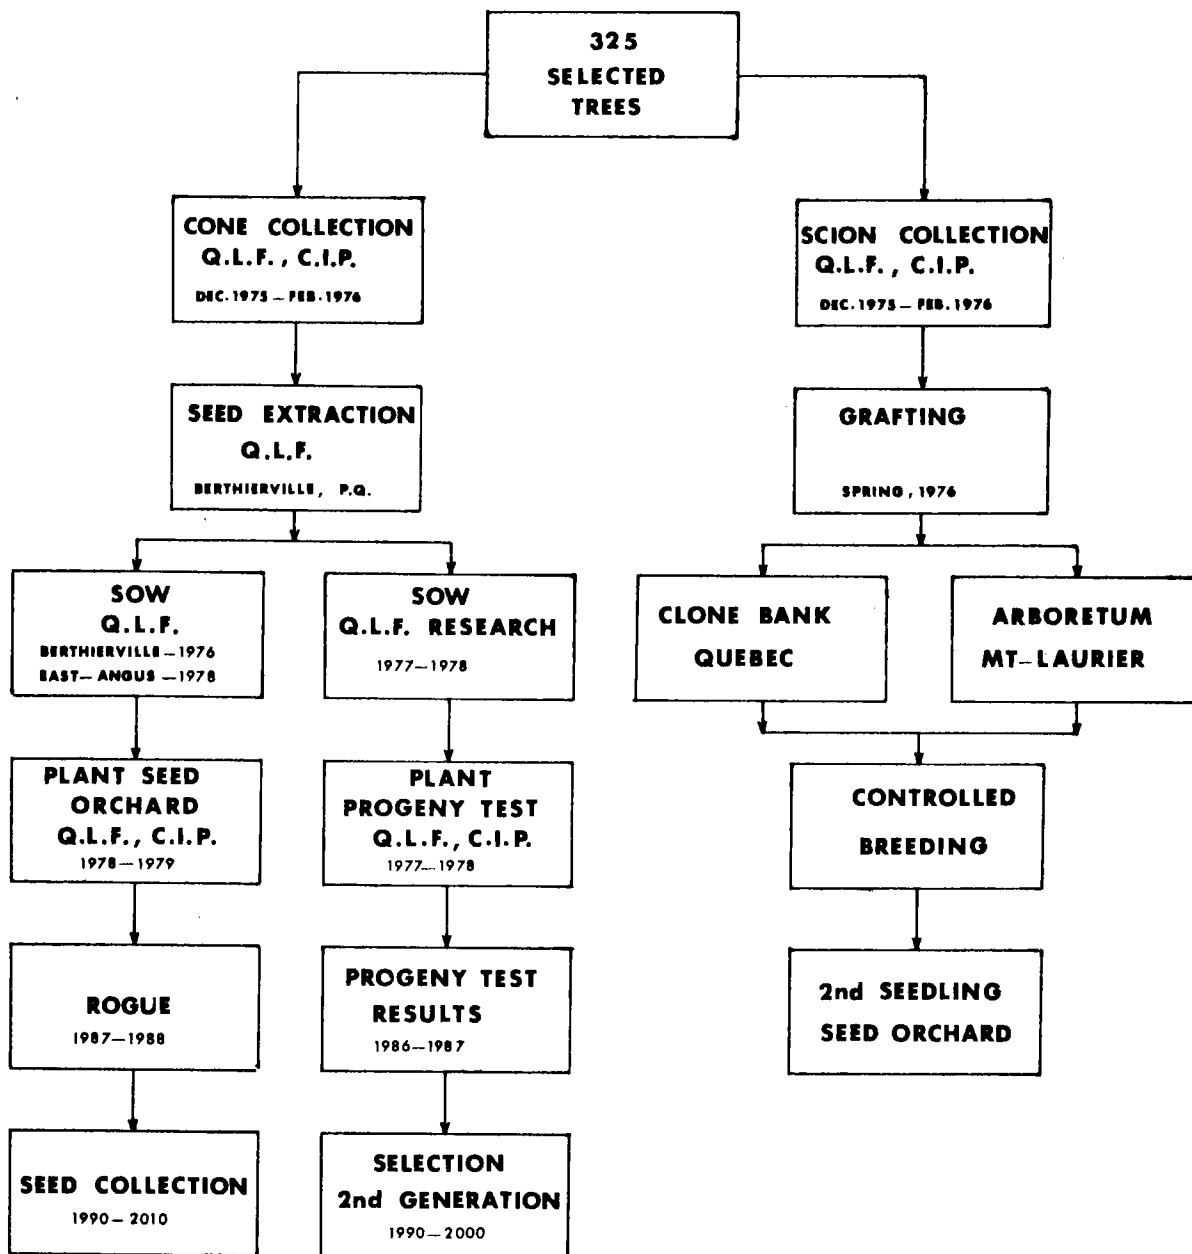 325
SELECTED
TREES
CONE COLLECTION
Q.L.F., C.I.P.
DEC. 1975 — FEB. 1976
SCION COLLECTION
Q.L.F., C.I.P.
DEC. 1975 — FEB. 1976
SEED EXTRACTION
Q.L.F.
BERTHIERVILLE, P.Q.
GRAFTING
SPRING, 1976
SOW
Q.L.F.
BERTHIERVILLE—1976
EAST—ANGUS—1978
SOW
Q.L.F. RESEARCH
1977—1978
CLONE BANK
QUEBEC
ARBORETUM
MT—LAURIER
PLANT SEED
ORCHARD
Q.L.F., C.I.P.
1978—1979
PLANT
PROGENY TEST
Q.L.F., C.I.P.
1977—1978
CONTROLLED
BREEDING
ROGUE
1987—1988
PROGENY TEST
RESULTS
1986—1987
2nd SEEDLING
SEED ORCHARD
SEED COLLECTION
1990—2010
SELECTION
2nd GENERATION
1990—2000